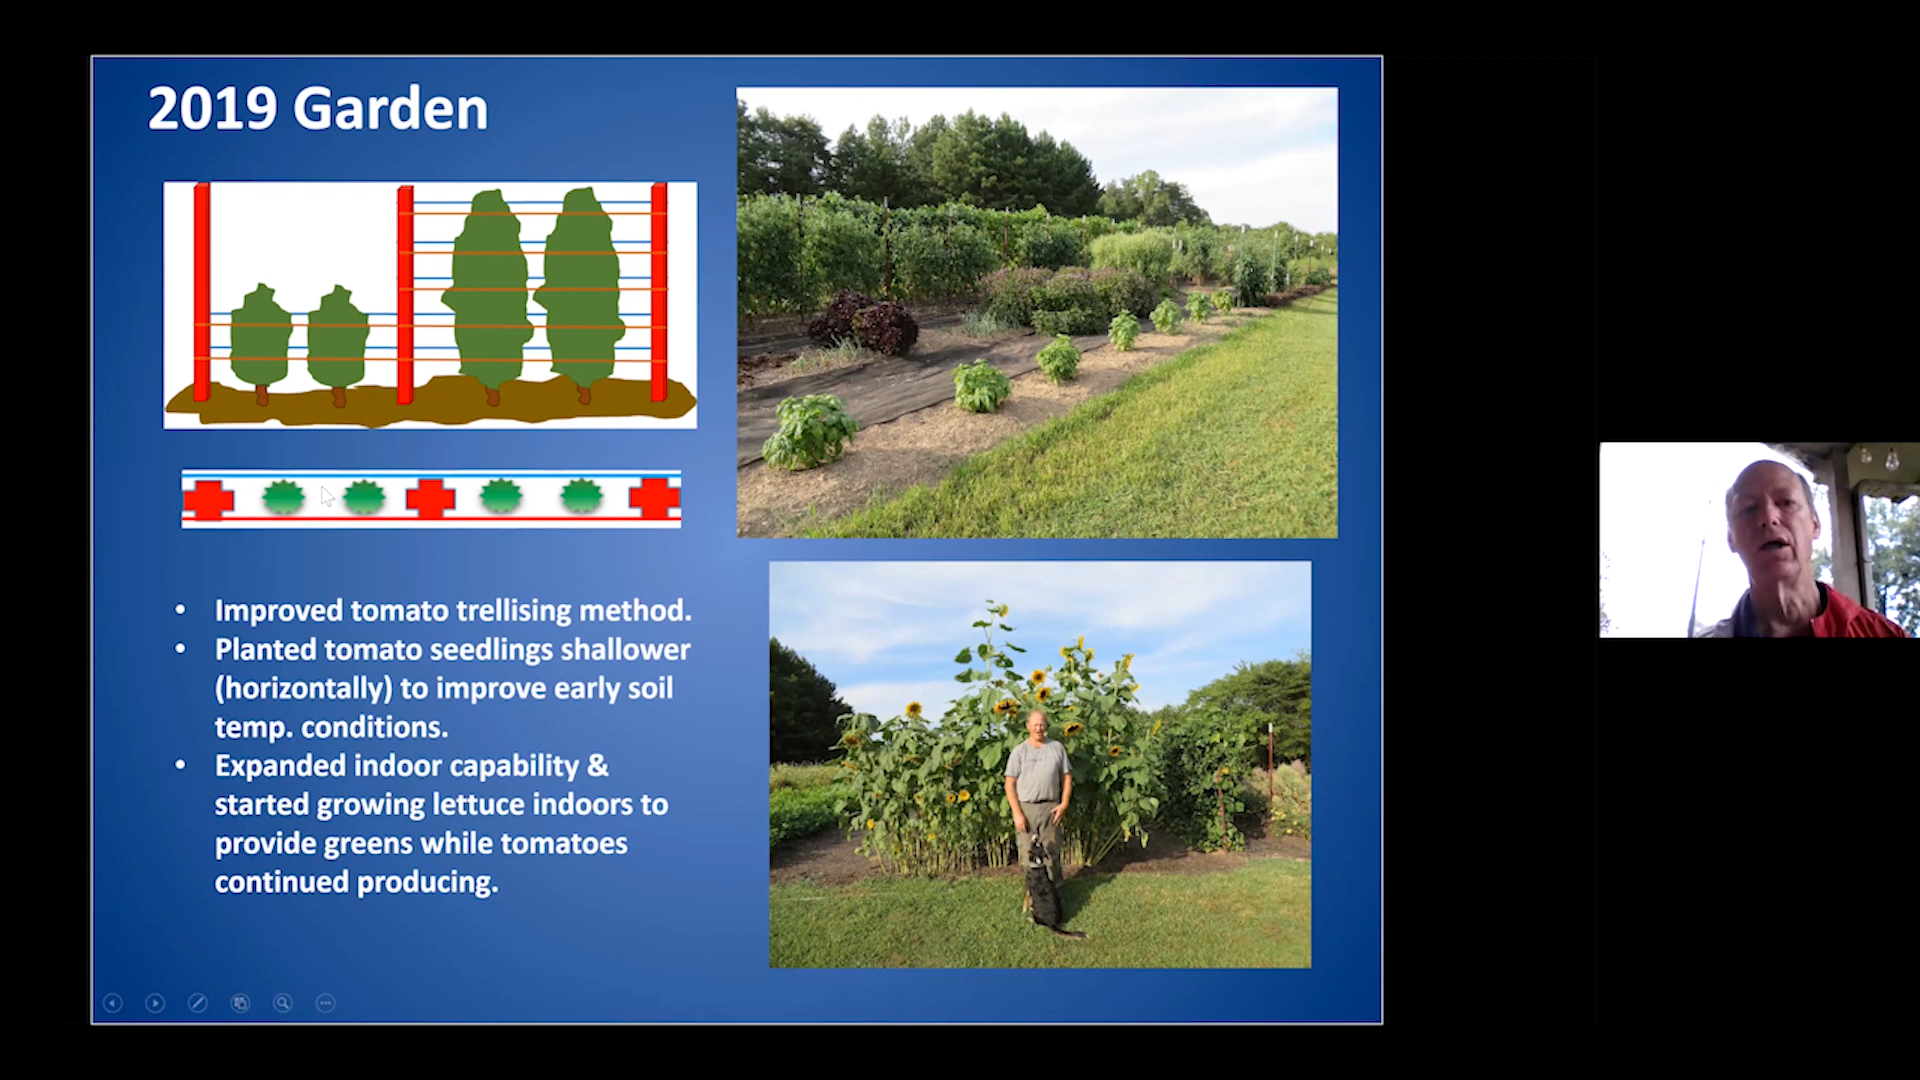 2019 Garden
• Improved tomato trellising method.
• Planted tomato seedlings shallower
(horizontally) to improve early soil
temp. conditions.
• Expanded indoor capability &
started growing lettuce indoors to
provide greens while tomatoes
continued producing.